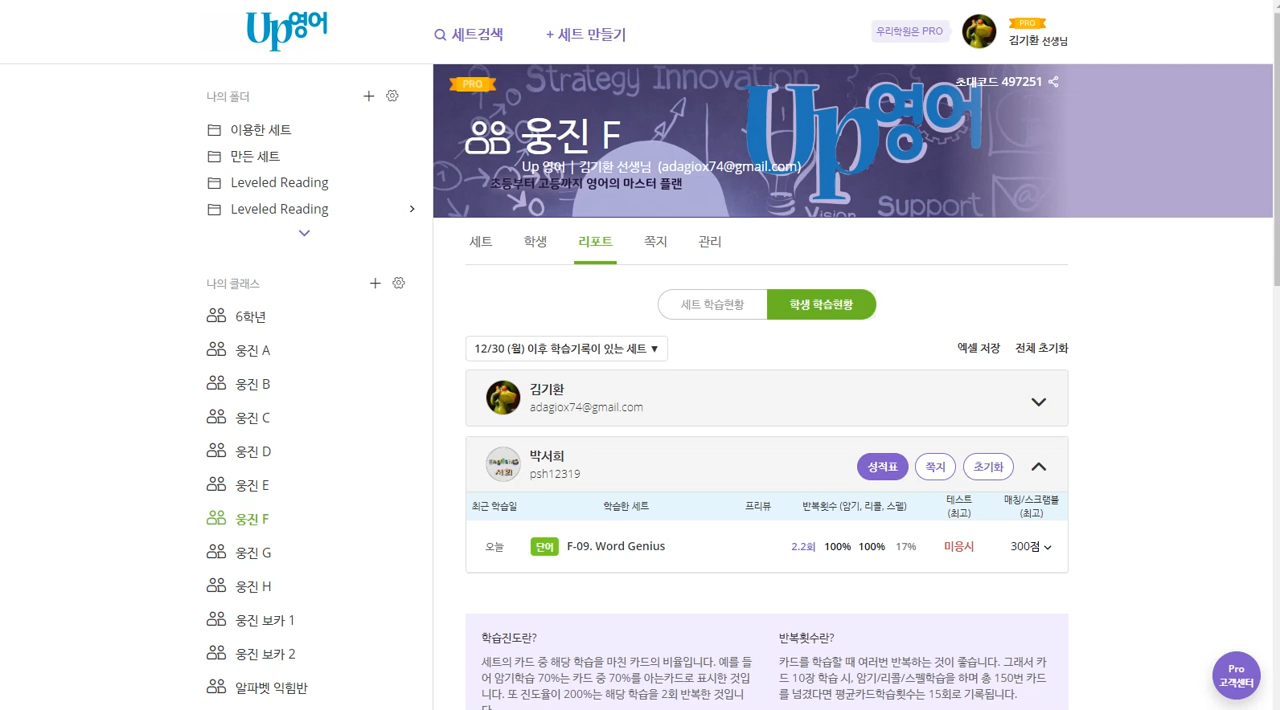 Up영어
세트검색
+ 세트 만들기
우리학원은 PRO
PRO
김기환 선생님
나의 폴더
이용한 세트
만든 세트
Leveled Reading
Leveled Reading
나의 클래스
6학년
웅진 A
웅진 B
웅진 C
웅진 D
웅진 E
웅진 F
웅진 G
웅진 H
웅진 보카 1
웅진 보카 2
알파벳 익힘반
PRO
Strategy Innovation
초대코드 497251
Up영어
웅진 F
Up 영어 | 김기환 선생님 (adagiox74@gmail.com)
초등부터 고등까지 영어의 마스터 플랜
Vision
Support
세트 학생 리포트 쪽지 관리
세트 학습현황 학생 학습현황
12/30 (월) 이후 학습기록이 있는 세트 ▼
엑셀 저장 전체 초기화
김기환
adagiox74@gmail.com
박서희
psh12319
성적표 쪽지 초기화
최근 학습일 학습한 세트 프리뷰 반복횟수 (암기, 리콜, 스펠) 테스트 (최고) 매칭/스크램블 (최고)
오늘 단어 F-09. Word Genius 2.2회 100% 100% 17% 미응시 300점
학습진도란?
세트의 카드 중 해당 학습을 마친 카드의 비율입니다. 예를 들
어 암기학습 70%는 카드 중 70%를 아는카드로 표시한 것입
니다. 또 진도율이 200%는 해당 학습을 2회 반복한 것입니
다.
반복횟수란?
카드를 학습할 때 여러번 반복하는 것이 좋습니다. 그래서 카
드 10장 학습 시, 암기/리콜/스펠학습을 하며 총 150번 카드
를 넘겼다면 평균카드학습횟수는 15회로 기록됩니다.
Pro
고객센터